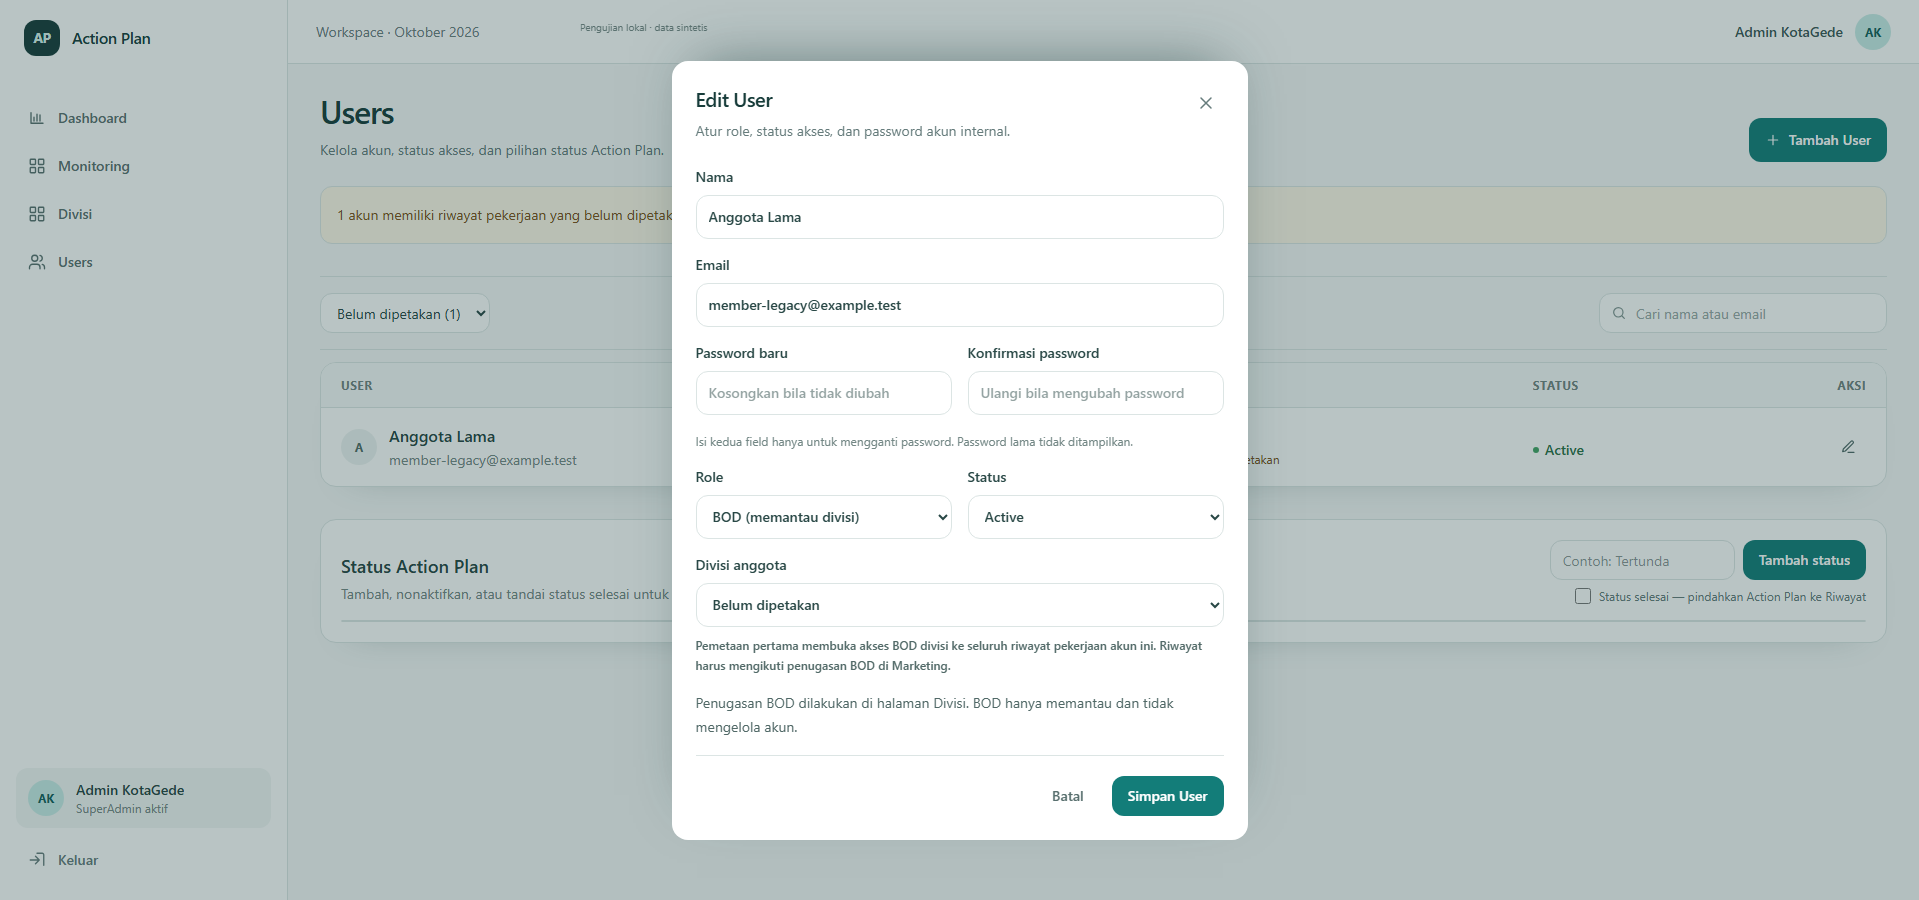 AP Action Plan
Dashboard
Monitoring
Divisi
Users
AK Admin KotaGede
SuperAdmin aktif
Keluar
Workspace · Oktober 2026
Pengujian lokal · data sintetis
Admin KotaGede AK
Users
Kelola akun, status akses, dan pilihan status Action Plan.
+ Tambah User
1 akun memiliki riwayat pekerjaan yang belum dipetak
Belum dipetakan (1)
Cari nama atau email
USER
STATUS
AKSI
A Anggota Lama
member-legacy@example.test
etakan
Active
Status Action Plan
Tambah, nonaktifkan, atau tandai status selesai untuk
Contoh: Tertunda
Tambah status
Status selesai — pindahkan Action Plan ke Riwayat
Edit User
Atur role, status akses, dan password akun internal.
Nama
Anggota Lama
Email
member-legacy@example.test
Password baru
Konfirmasi password
Kosongkan bila tidak diubah
Ulangi bila mengubah password
Isi kedua field hanya untuk mengganti password. Password lama tidak ditampilkan.
Role
Status
BOD (memantau divisi)
Active
Divisi anggota
Belum dipetakan
Pemetaan pertama membuka akses BOD divisi ke seluruh riwayat pekerjaan akun ini. Riwayat
harus mengikuti penugasan BOD di Marketing.
Penugasan BOD dilakukan di halaman Divisi. BOD hanya memantau dan tidak
mengelola akun.
Batal
Simpan User